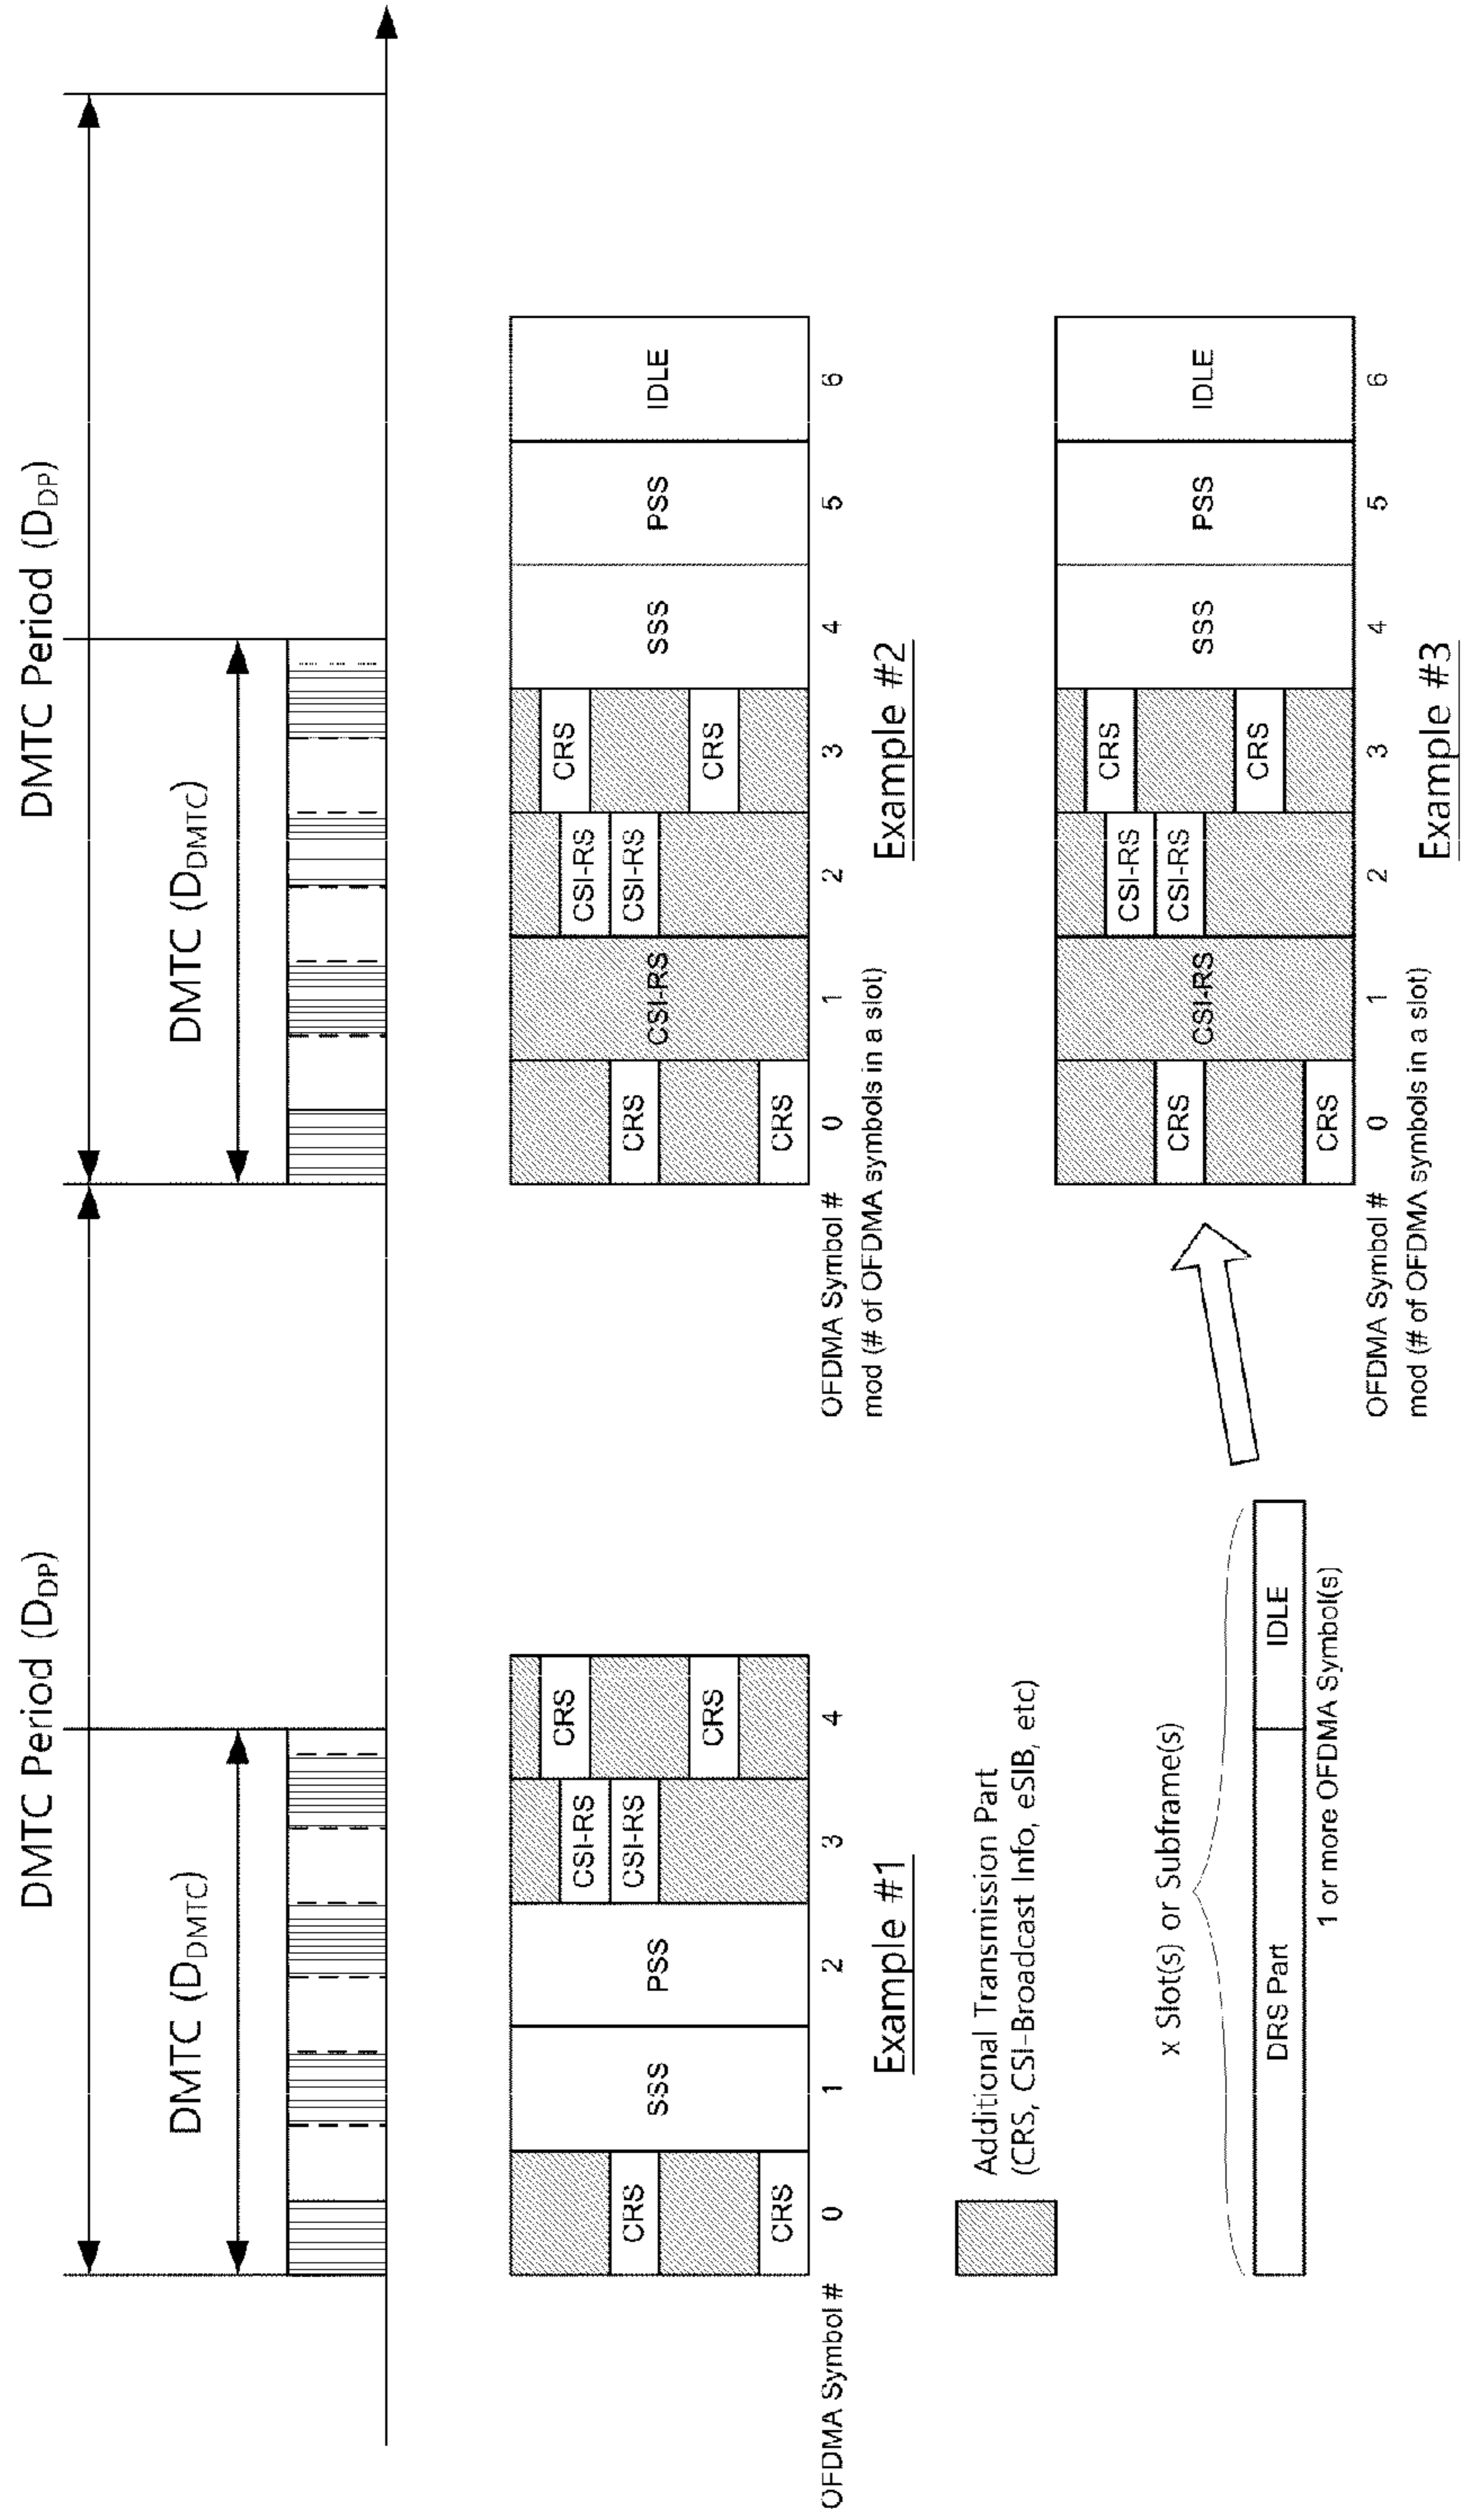 DMTC Period (DDP)
DMTC Period (DDP)
DMTC (DDMTC)
DMTC (DDMTC)
CRS
CRS
SSS
PSS
CSI-RS
CSI-RS
CRS
CRS
OFDMA Symbol #
0
1
2
3
4
Example #1
CRS
CRS
CSI-RS
CSI-RS
CSI-RS
CRS
CRS
SSS
PSS
IDLE
OFDMA Symbol #
0
1
2
3
4
5
6
mod (# of OFDMA symbols in a slot)
Example #2
Additional Transmission Part
(CRS, CSI-Broadcast Info, eSIB, etc)
x Slot(s) or Subframe(s)
DRS Part
IDLE
1 or more OFDMA Symbol(s)
CRS
CRS
CSI-RS
CSI-RS
CSI-RS
CRS
CRS
SSS
PSS
IDLE
OFDMA Symbol #
0
1
2
3
4
5
6
mod (# of OFDMA symbols in a slot)
Example #3